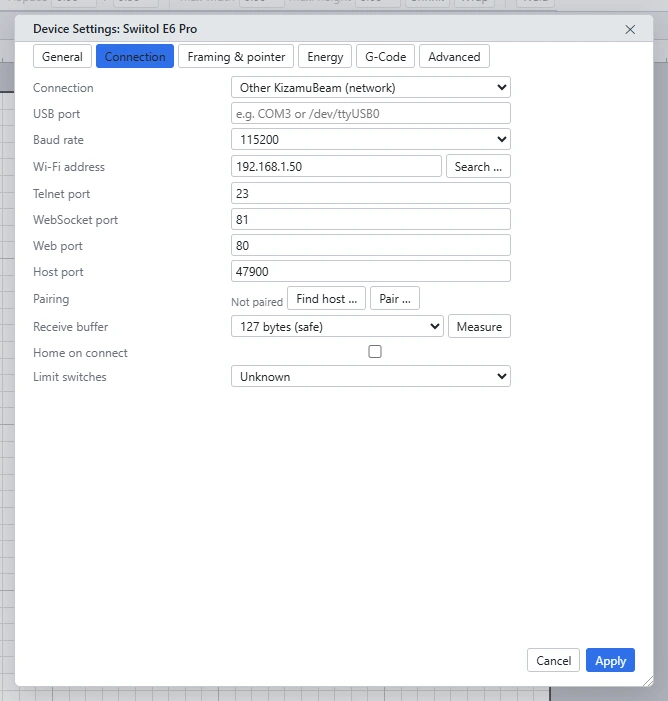 Device Settings: Swiitol E6 Pro
General Connection Framing & pointer Energy G-Code Advanced
Connection Other KizamuBeam (network)
USB port e.g. COM3 or /dev/ttyUSB0
Baud rate 115200
Wi-Fi address 192.168.1.50 Search ...
Telnet port 23
WebSocket port 81
Web port 80
Host port 47900
Pairing Not paired Find host ... Pair ...
Receive buffer 127 bytes (safe) Measure
Home on connect
Limit switches Unknown
Cancel Apply